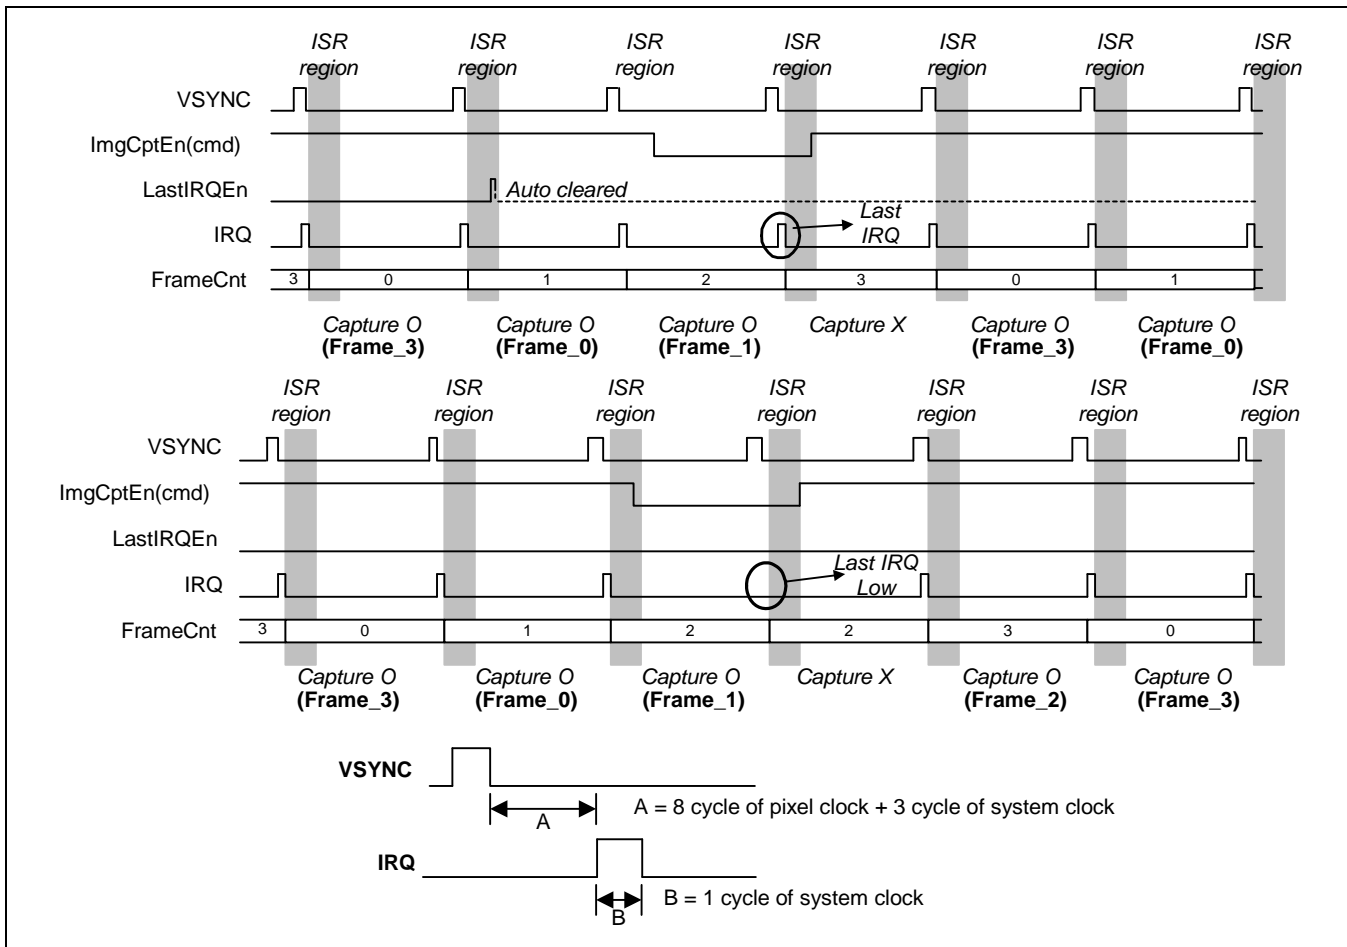 ISR ISR ISR ISR ISR ISR ISR
region region region region region region region
VSYNC
ImgCptEn(cmd)
LastIRQEn
Auto cleared
Last
IRQ
IRQ
FrameCnt
3 0 1 2 3 0 1
Capture O Capture O Capture O Capture X Capture O Capture O
(Frame_3) (Frame_0) (Frame_1) (Frame_3) (Frame_0)
ISR ISR ISR ISR ISR ISR ISR
region region region region region region region
VSYNC
ImgCptEn(cmd)
LastIRQEn
Last IRQ
Low
IRQ
FrameCnt
3 0 1 2 2 3 0
Capture O Capture O Capture O Capture X Capture O Capture O
(Frame_3) (Frame_0) (Frame_1) (Frame_2) (Frame_3)
VSYNC
A
A = 8 cycle of pixel clock + 3 cycle of system clock
IRQ
B
B = 1 cycle of system clock